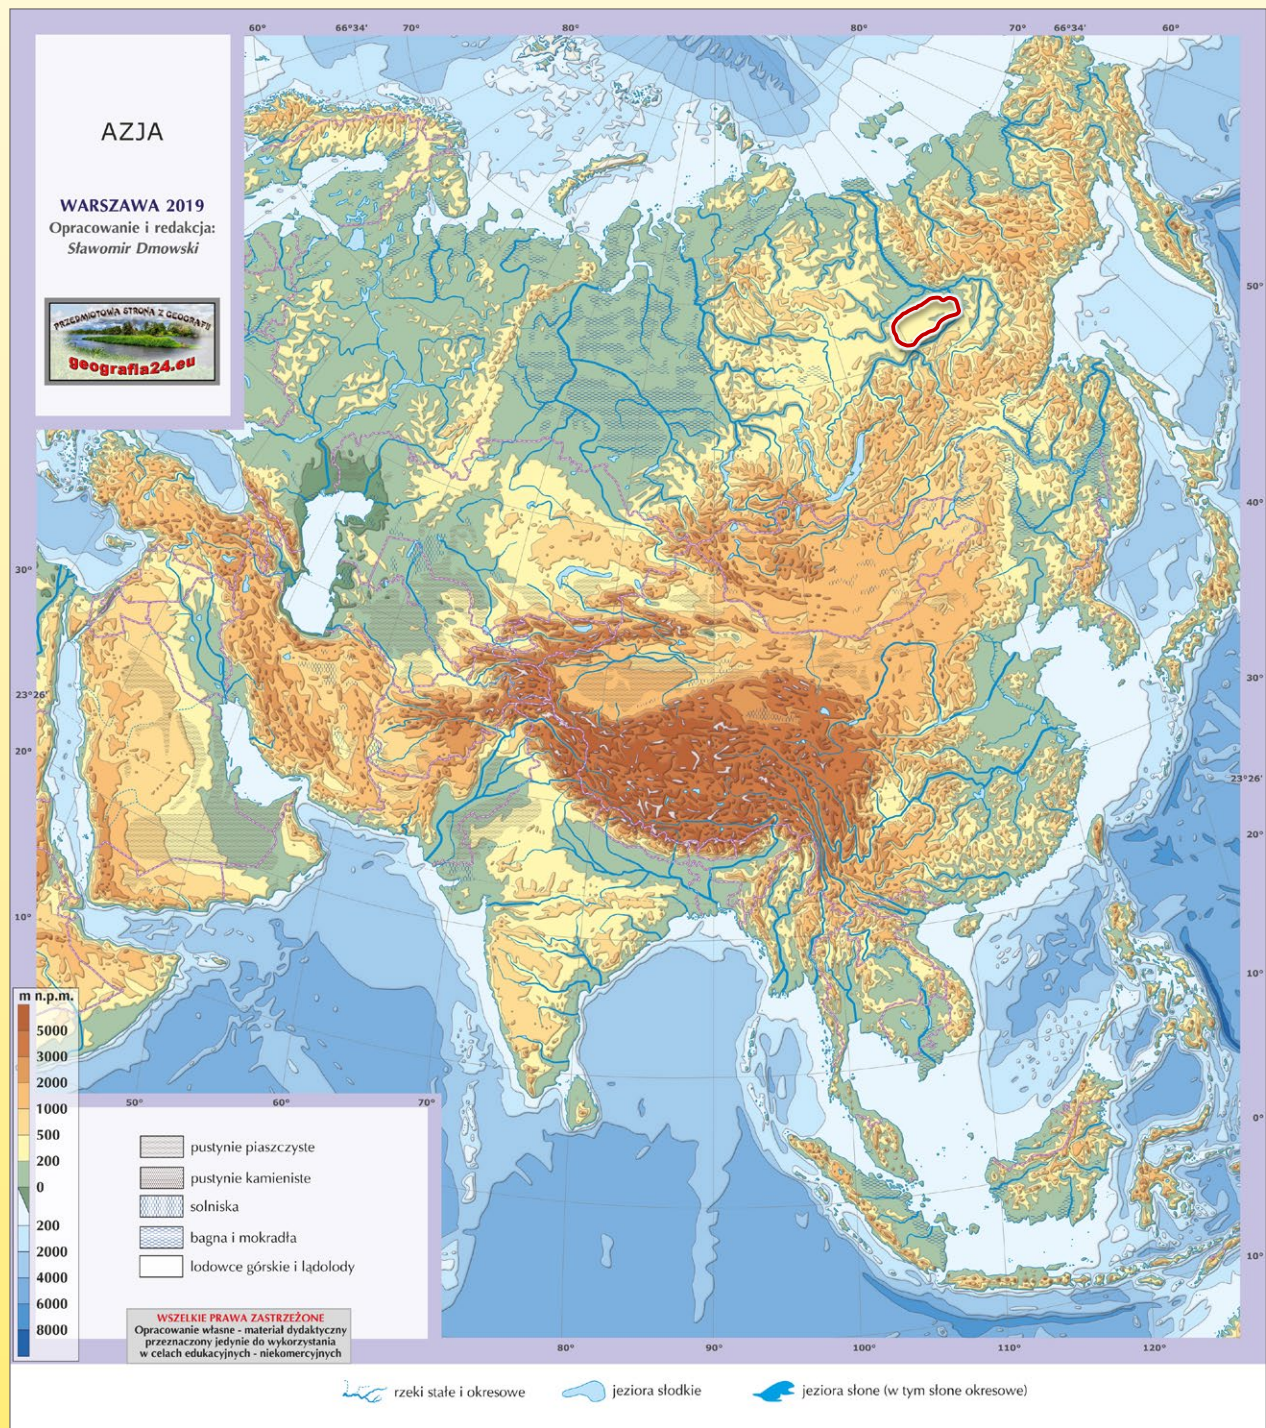 60° 66°34' 70° 80° 80° 70° 66°34' 60°
AZJA
WARSZAWA 2019
Opracowanie i redakcja:
Sławomir Dmowski
PRZEDMIOTOWA STRONA Z GEOGRAFII
geografia24.eu
50°
40°
30°
30°
23°26'
20°
23°26'
20°
10°
10°
m n.p.m.
5000
3000
2000
1000
500
200
0
200
2000
4000
6000
8000
50° 60° 70°
0°
pustynie piaszczyste
pustynie kamieniste
solniska
bagna i mokradła
lodowce górskie i lądolody
10°
WSZELKIE PRAWA ZASTRZEŻONE
Opracowanie własne - materiał dydaktyczny
przeznaczony jedynie do wykorzystania
w celach edukacyjnych - niekomercyjnych
80° 90° 100° 110° 120°
rzeki stałe i okresowe
jeziora słodkie
jeziora słone (w tym słone okresowe)